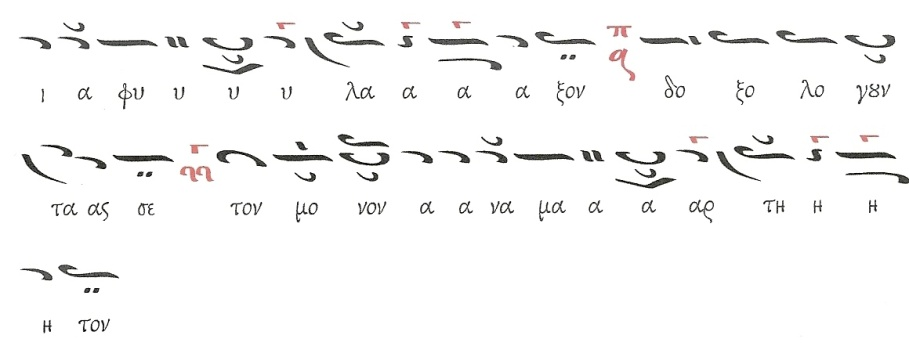 ι α φυ υ υ υ λα α α α ξον δο ξο λο γȣν
τα ας σε τον μο νον α α να μα α α αρ τη η η
η τον